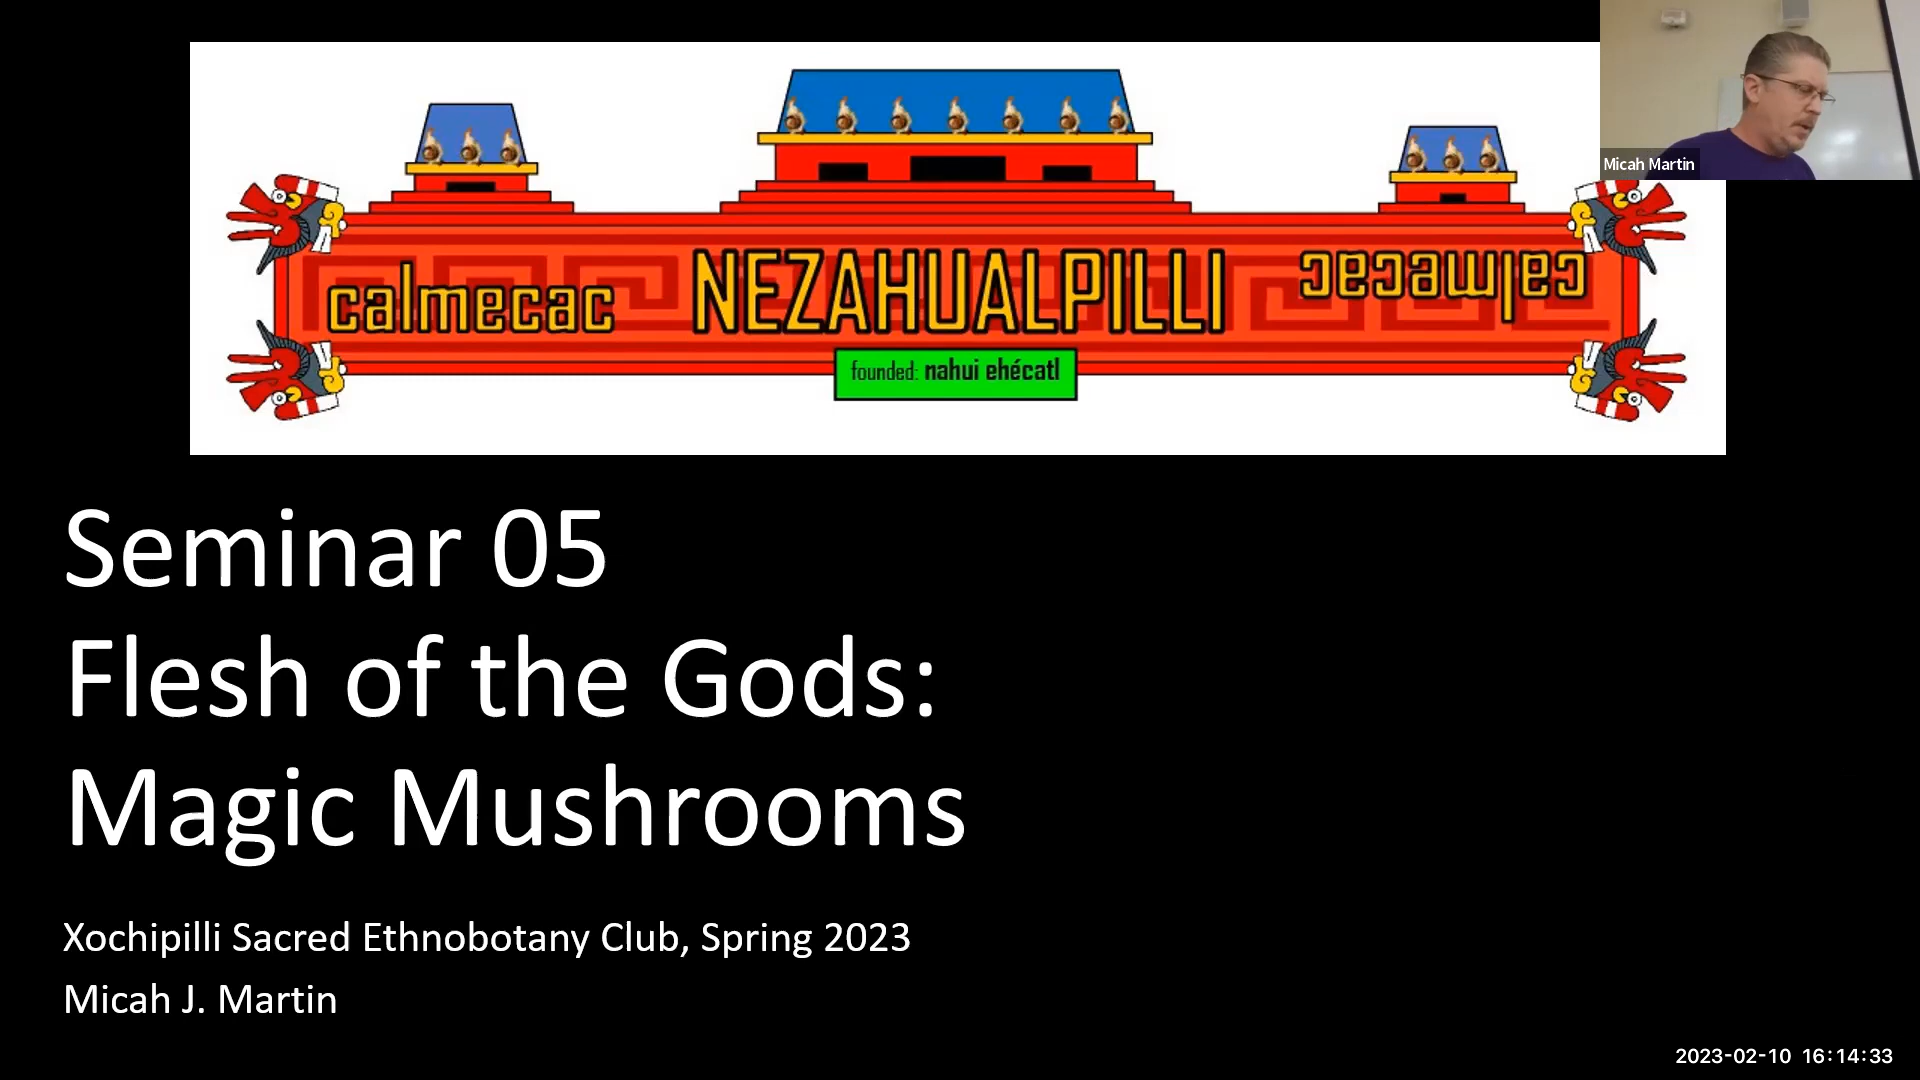 Micah Martin
calmecac NEZAHUALPILLI calmecac
founded: nahui ehécatl
Seminar 05
Flesh of the Gods:
Magic Mushrooms
Xochipilli Sacred Ethnobotany Club, Spring 2023
Micah J. Martin
2023-02-10 16:14:33